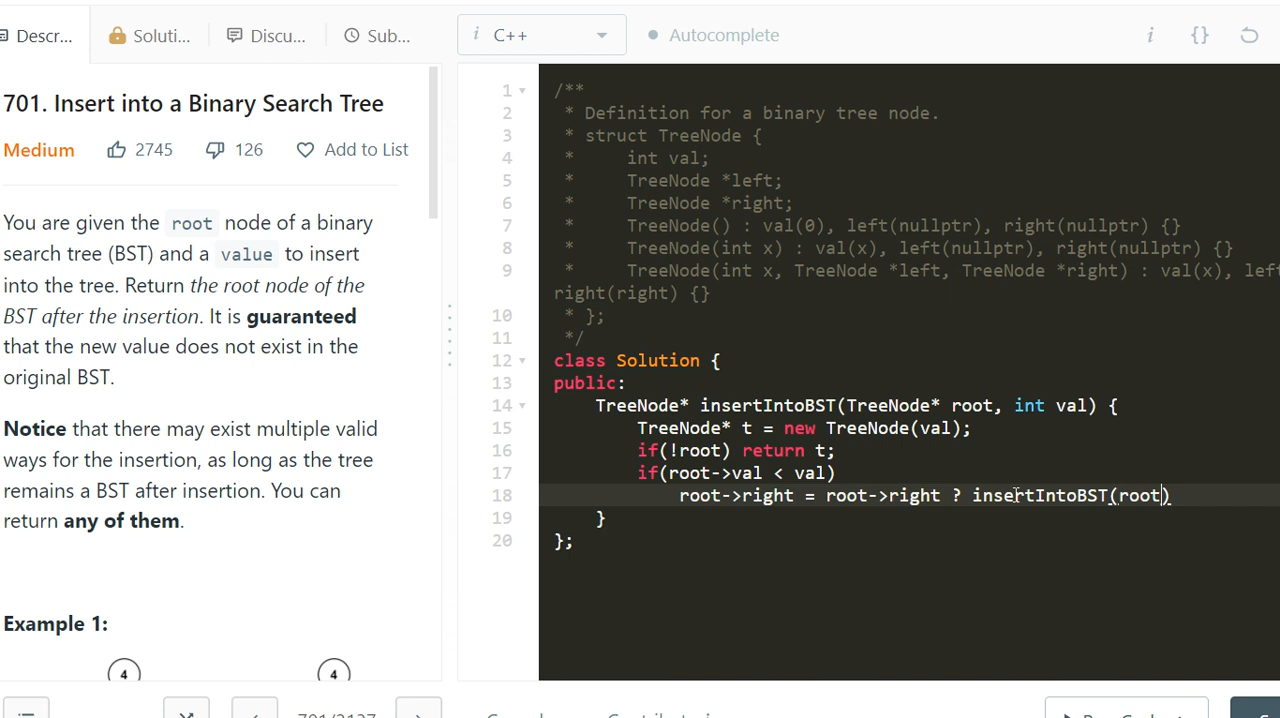 Descr...
Soluti...
Discu...
Sub...
i C++
Autocomplete
i {}
701. Insert into a Binary Search Tree
Medium 2745 126 Add to List
You are given the root node of a binary
search tree (BST) and a value to insert
into the tree. Return the root node of the
BST after the insertion. It is guaranteed
that the new value does not exist in the
original BST.
Notice that there may exist multiple valid
ways for the insertion, as long as the tree
remains a BST after insertion. You can
return any of them.
Example 1:
4 4
1 /**
2  * Definition for a binary tree node.
3  * struct TreeNode {
4  *     int val;
5  *     TreeNode *left;
6  *     TreeNode *right;
7  *     TreeNode() : val(0), left(nullptr), right(nullptr) {}
8  *     TreeNode(int x) : val(x), left(nullptr), right(nullptr) {}
9  *     TreeNode(int x, TreeNode *left, TreeNode *right) : val(x), left
right(right) {}
10  * };
11  */
12 class Solution {
13 public:
14     TreeNode* insertIntoBST(TreeNode* root, int val) {
15         TreeNode* t = new TreeNode(val);
16         if(!root) return t;
17         if(root->val < val)
18             root->right = root->right ? insertIntoBST(root)
19     }
20 };